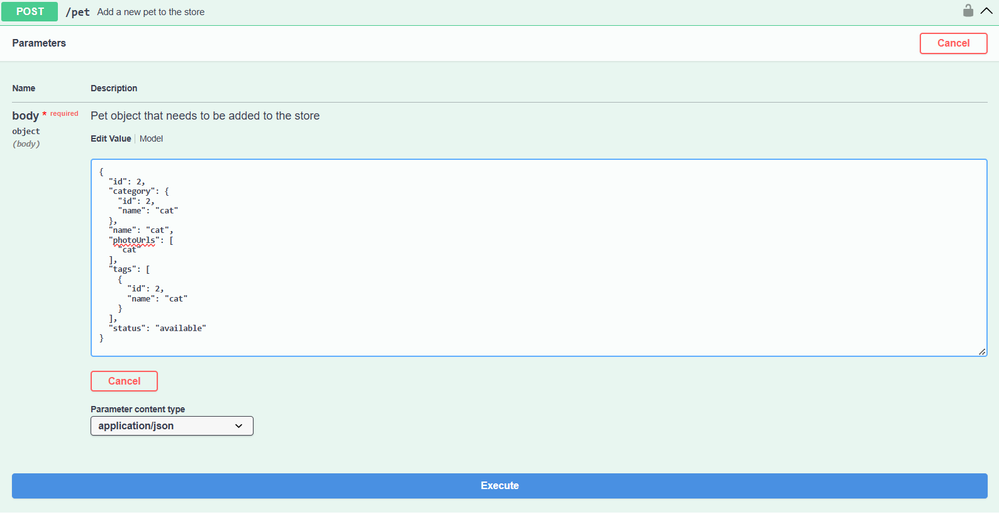 POST /pet Add a new pet to the store
Parameters
Cancel
Name Description
body * required Pet object that needs to be added to the store
object
(body)
Edit Value Model
{
  "id": 2,
  "category": {
    "id": 2,
    "name": "cat"
  },
  "name": "cat",
  "photoUrls": [
    "cat"
  ],
  "tags": [
    {
      "id": 2,
      "name": "cat"
    }
  ],
  "status": "available"
}
Cancel
Parameter content type
application/json
Execute